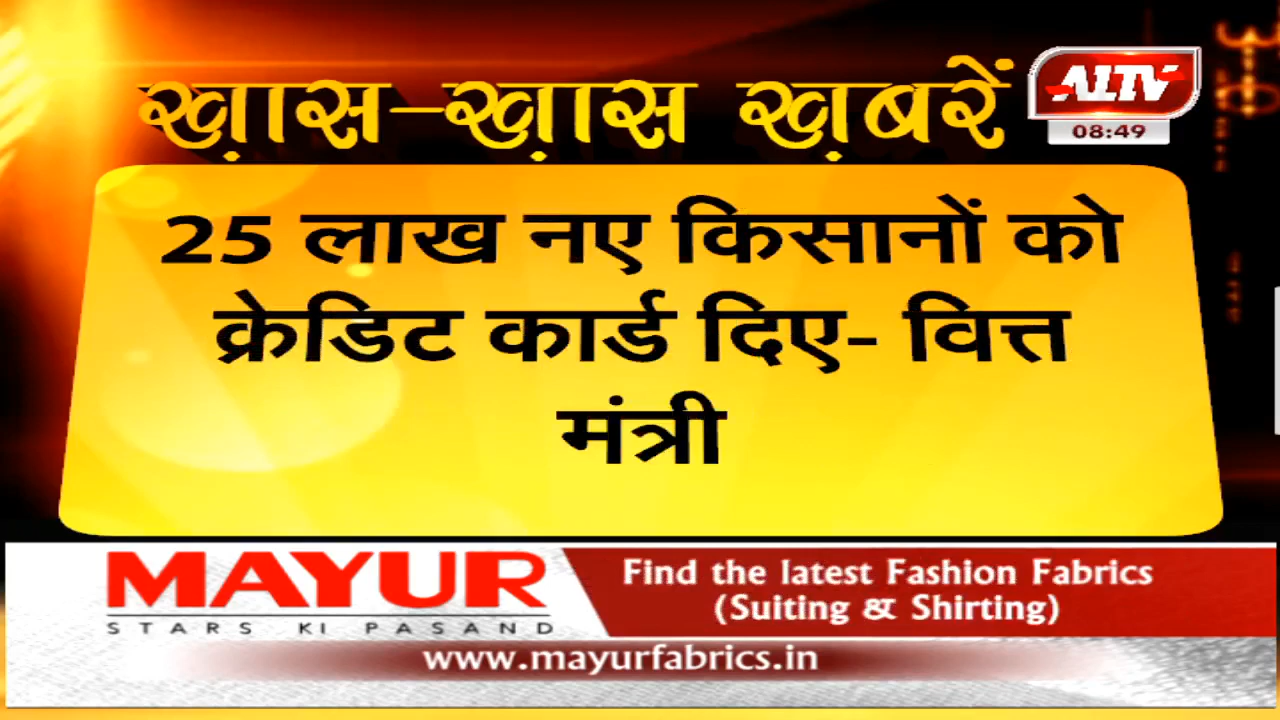 ख़ास-ख़ास ख़बरें
ALTV
08:49
25 लाख नए किसानों को
क्रेडिट कार्ड दिए- वित्त
मंत्री
MAYUR
STARS KI PASAND
Find the latest Fashion Fabrics
(Suiting & Shirting)
www.mayurfabrics.in